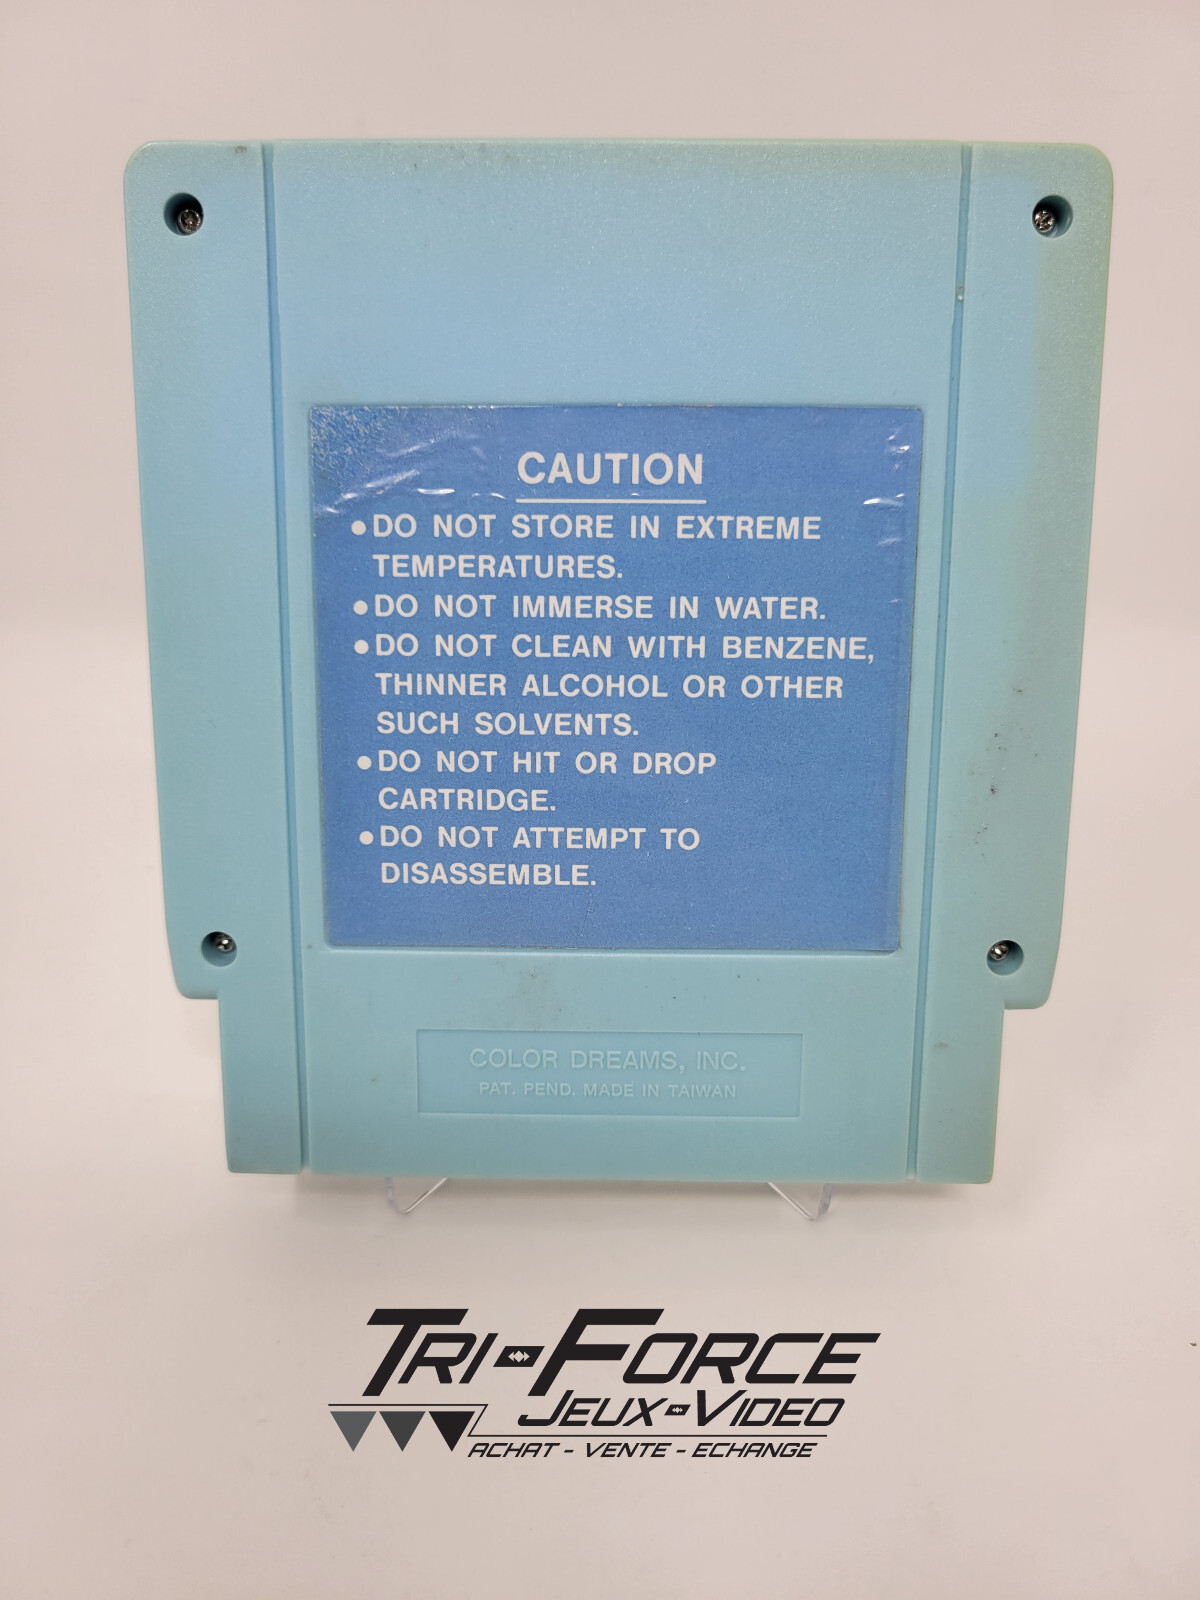 CAUTION
●DO NOT STORE IN EXTREME
TEMPERATURES.
●DO NOT IMMERSE IN WATER.
●DO NOT CLEAN WITH BENZENE,
THINNER ALCOHOL OR OTHER
SUCH SOLVENTS.
●DO NOT HIT OR DROP
CARTRIDGE.
●DO NOT ATTEMPT TO
DISASSEMBLE.
COLOR DREAMS, INC.
PAT. PEND. MADE IN TAIWAN
TRI-FORCE
JEUX-VIDEO
ACHAT - VENTE - ECHANGE